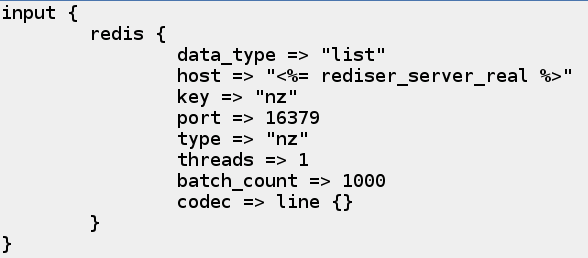 input {
        redis {
                data_type => "list"
                host => "<%= rediser_server_real %>"
                key => "nz"
                port => 16379
                type => "nz"
                threads => 1
                batch_count => 1000
                codec => line {}
        }
}